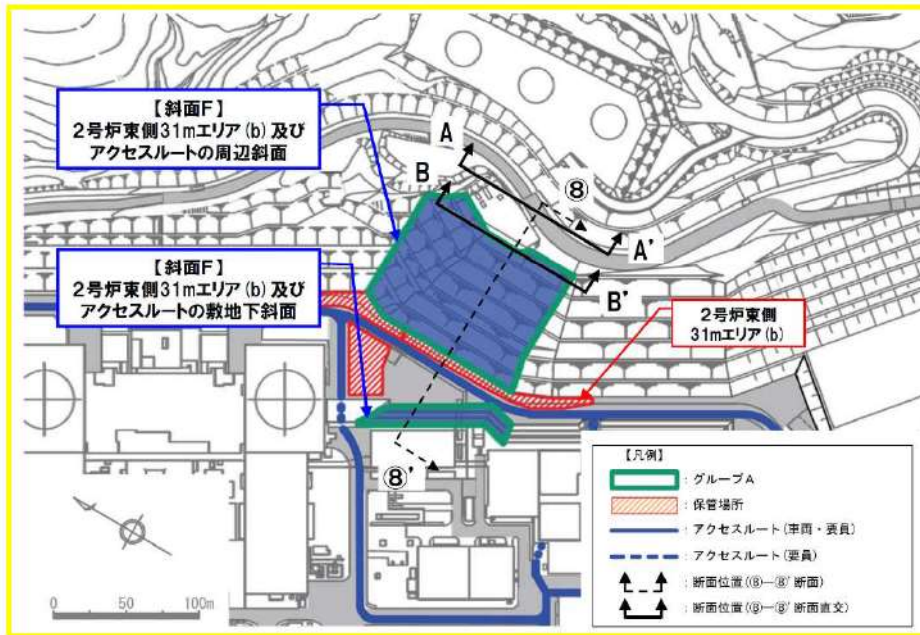 【斜面F】
2号炉東側31mエリア(b)及び
アクセスルートの周辺斜面
A
B
⑧
A'
B'
【斜面F】
2号炉東側31mエリア(b)及び
アクセスルートの敷地下斜面
2号炉東側
31mエリア(b)
⑧'
【凡例】
：グループA
：保管場所
：アクセスルート(車両・要員)
：アクセスルート(要員)
：断面位置(⑧―⑧'断面)
：断面位置(⑧―⑧'断面直交)
0 50 100m